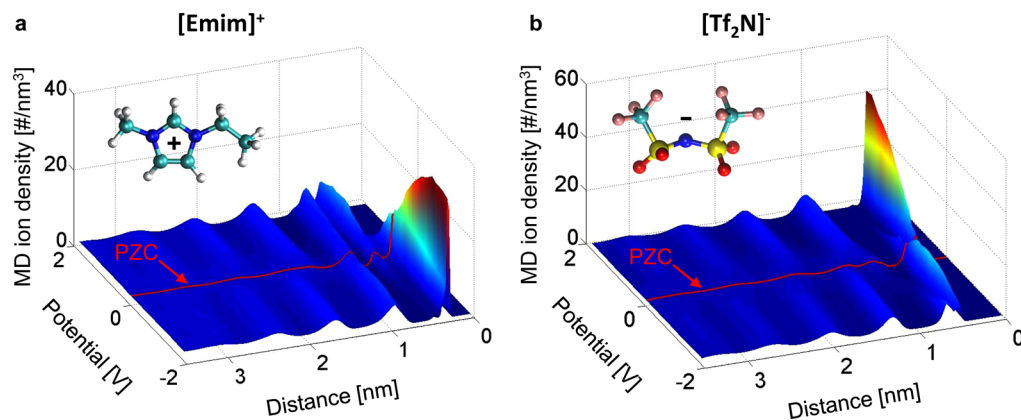 a
[Emim]+
MD ion density [#/nm³]
40
20
0
2
0
-2
Potential [V]
PZC
+
3
2
1
0
Distance [nm]
b
[Tf₂N]-
MD ion density [#/nm³]
60
40
20
0
2
0
-2
Potential [V]
PZC
-
3
2
1
0
Distance [nm]